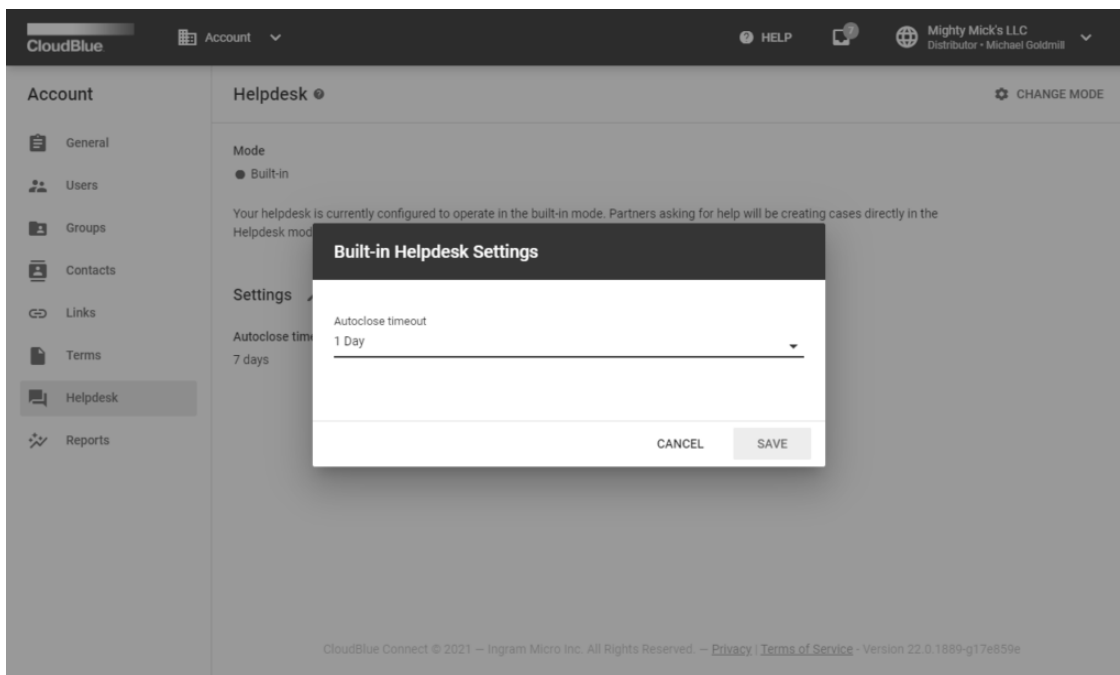 CloudBlue
Account
HELP
7
Mighty Mick's LLC
Distributor • Michael Goldmill
Account
Helpdesk
CHANGE MODE
General
Users
Groups
Contacts
Links
Terms
Helpdesk
Reports
Mode
Built-in
Your helpdesk is currently configured to operate in the built-in mode. Partners asking for help will be creating cases directly in the
Helpdesk mod
Settings
Autoclose time
7 days
Built-in Helpdesk Settings
Autoclose timeout
1 Day
CANCEL
SAVE
CloudBlue Connect © 2021 — Ingram Micro Inc. All Rights Reserved. — Privacy | Terms of Service - Version 22.0.1889-g17e859e